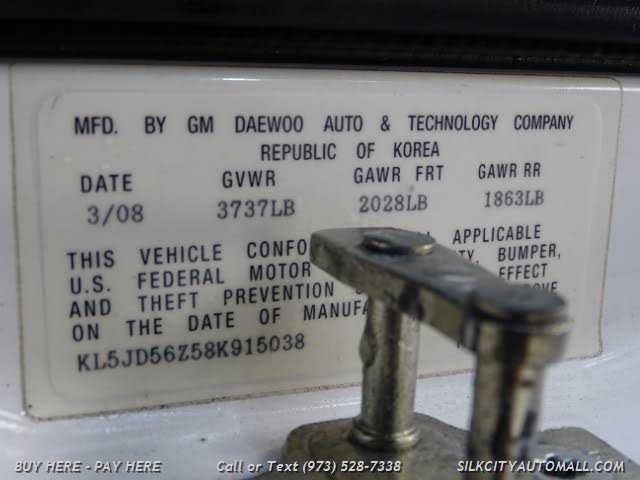 MFD. BY GM DAEWOO AUTO & TECHNOLOGY COMPANY
REPUBLIC OF KOREA
DATE GVWR GAWR FRT GAWR RR
3/08 3737LB 2028LB 1863LB
THIS VEHICLE CONFO APPLICABLE
U.S. FEDERAL MOTOR BUMPER,
AND THEFT PREVENTION EFFECT
ON THE DATE OF MANUFA
KL5JD56Z58K915038
BUY HERE - PAY HERE Call or Text (973) 528-7338 SILKCITYAUTOMALL.COM